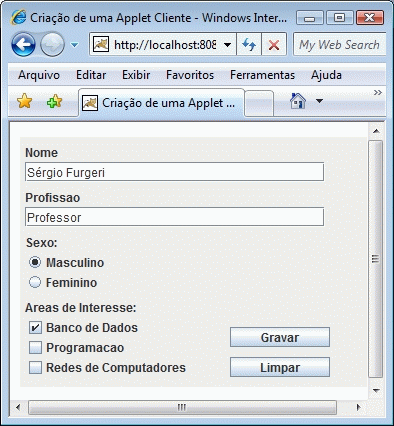 Criação de uma Applet Cliente - Windows Inter...
http://localhost:808
My Web Search
Arquivo Editar Exibir Favoritos Ferramentas Ajuda
Criação de uma Applet ...
Nome
Sérgio Furgeri
Profissao
Professor
Sexo:
Masculino
Feminino
Areas de Interesse:
Banco de Dados
Programacao
Redes de Computadores
Gravar
Limpar